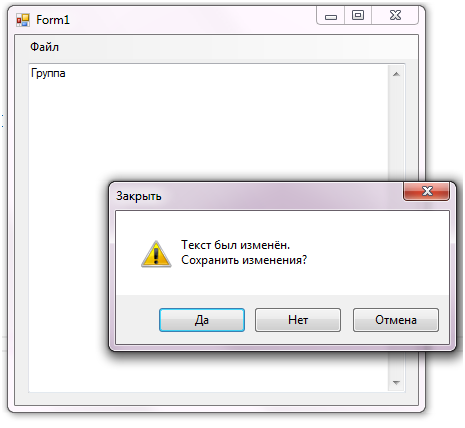 Form1
Файл
Группа
Закрыть
Текст был изменён.
Сохранить изменения?
Да
Нет
Отмена